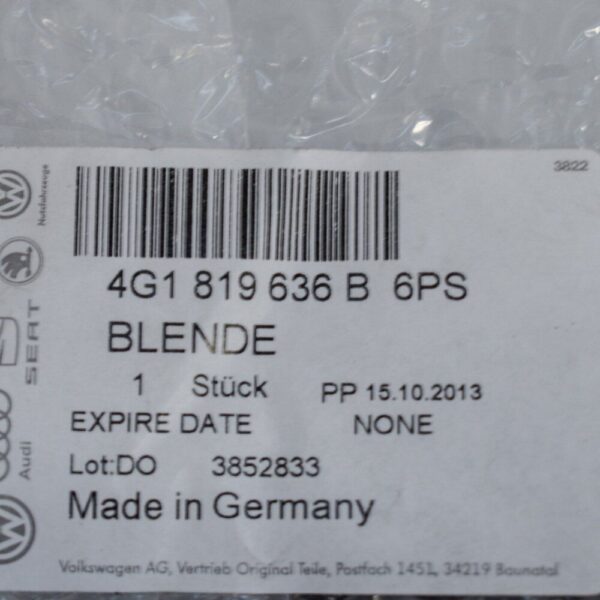 3822
Nutzfahrzeuge
SEAT
Audi
4G1 819 636 B 6PS
BLENDE
1 Stück PP 15.10.2013
EXPIRE DATE NONE
Lot:DO 3852833
Made in Germany
Volkswagen AG, Vertrieb Original Teile, Postfach 1451, 34219 Baunatal